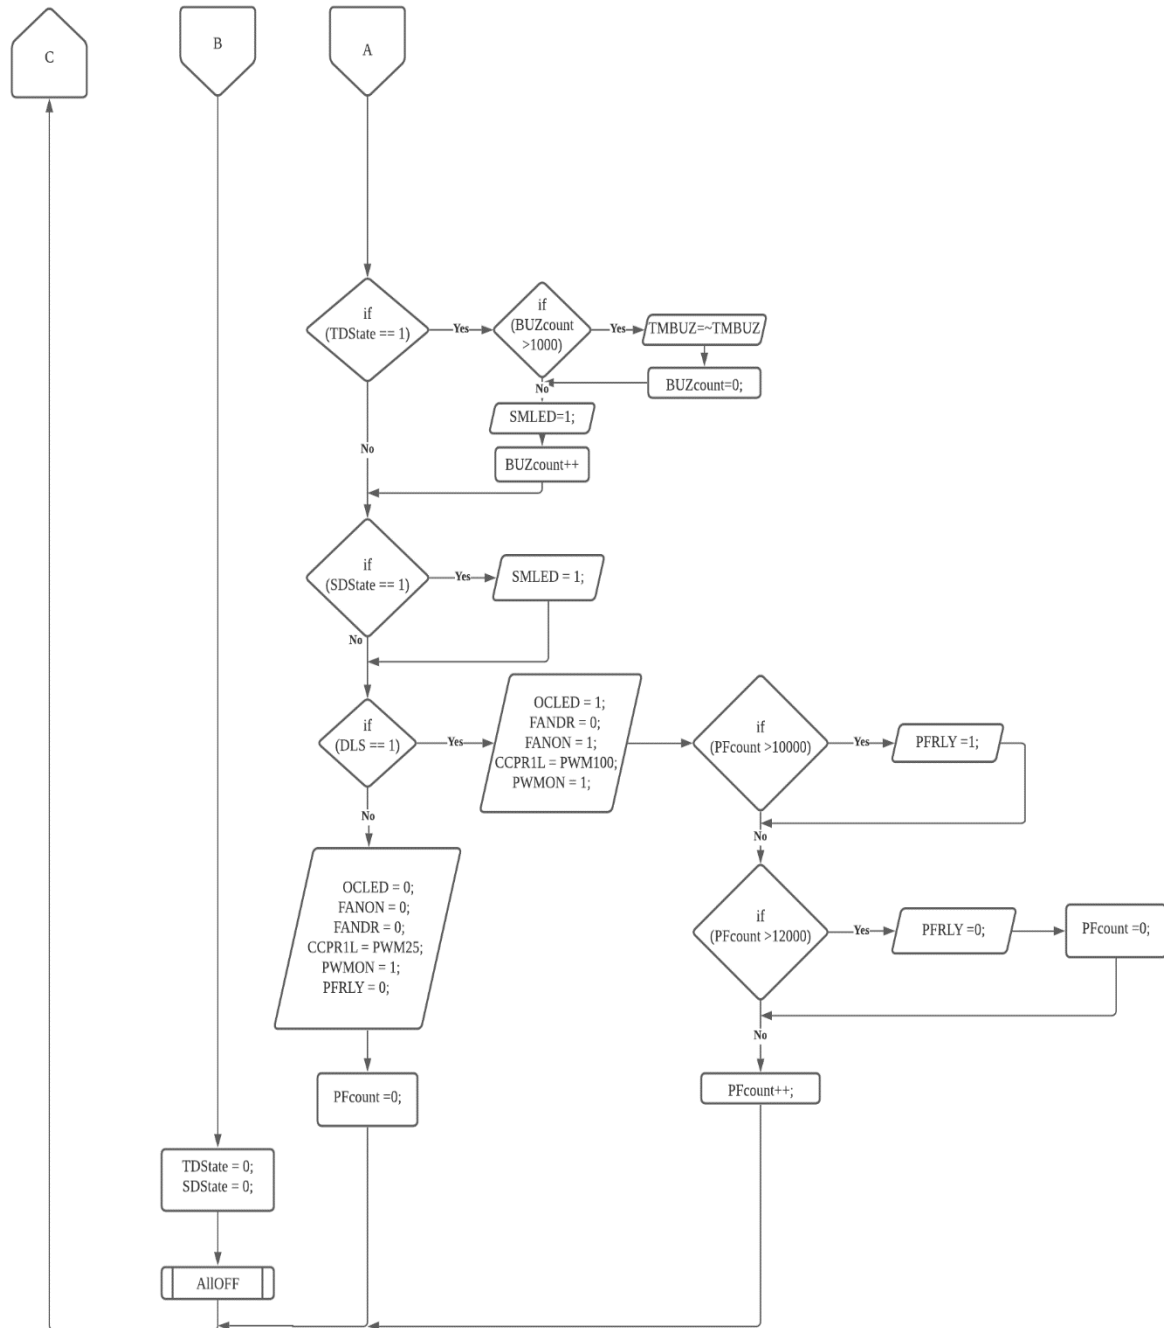 C
B
A
if
(TDState == 1)
Yes
if
(BUZcount
>1000)
Yes
TMBUZ=~TMBUZ
BUZcount=0;
No
SMLED=1;
BUZcount++
No
if
(SDState == 1)
Yes
SMLED = 1;
No
if
(DLS == 1)
Yes
OCLED = 1;
FANDR = 0;
FANON = 1;
CCPR1L = PWM100;
PWMON = 1;
if
(PFcount >10000)
Yes
PFRLY =1;
No
No
OCLED = 0;
FANON = 0;
FANDR = 0;
CCPR1L = PWM25;
PWMON = 1;
PFRLY = 0;
if
(PFcount >12000)
Yes
PFRLY =0;
PFcount =0;
No
PFcount =0;
PFcount++;
TDState = 0;
SDState = 0;
AllOFF